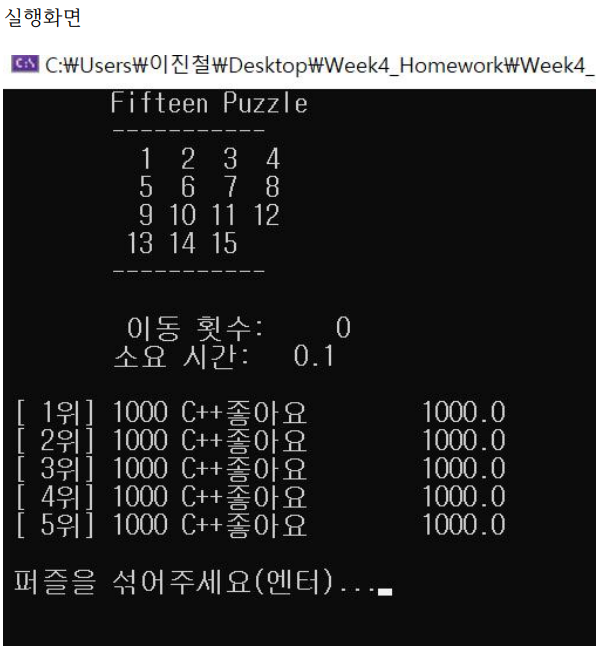 실행화면
C:\Users\이진철\Desktop\Week4_Homework\Week4_
Fifteen Puzzle
-----------
1 2 3 4
5 6 7 8
9 10 11 12
13 14 15
-----------
이동 횟수: 0
소요 시간: 0.1
[ 1위] 1000 C++좋아요 1000.0
[ 2위] 1000 C++좋아요 1000.0
[ 3위] 1000 C++좋아요 1000.0
[ 4위] 1000 C++좋아요 1000.0
[ 5위] 1000 C++좋아요 1000.0
퍼즐을 섞어주세요(엔터)...